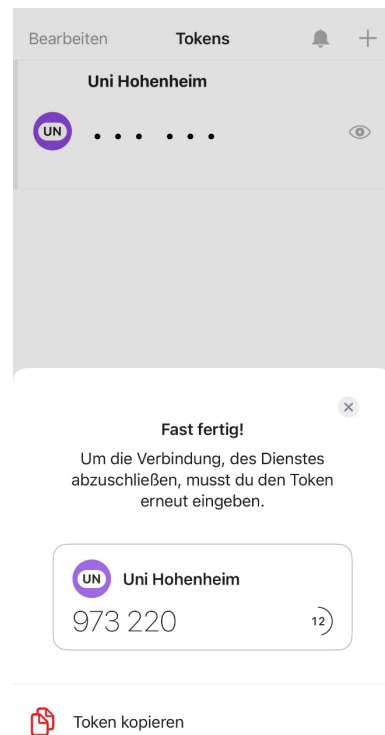 Bearbeiten Tokens
Uni Hohenheim
UN • • • • • •
Fast fertig!
Um die Verbindung, des Dienstes
abzuschließen, musst du den Token
erneut eingeben.
UN Uni Hohenheim
973 220 12
Token kopieren